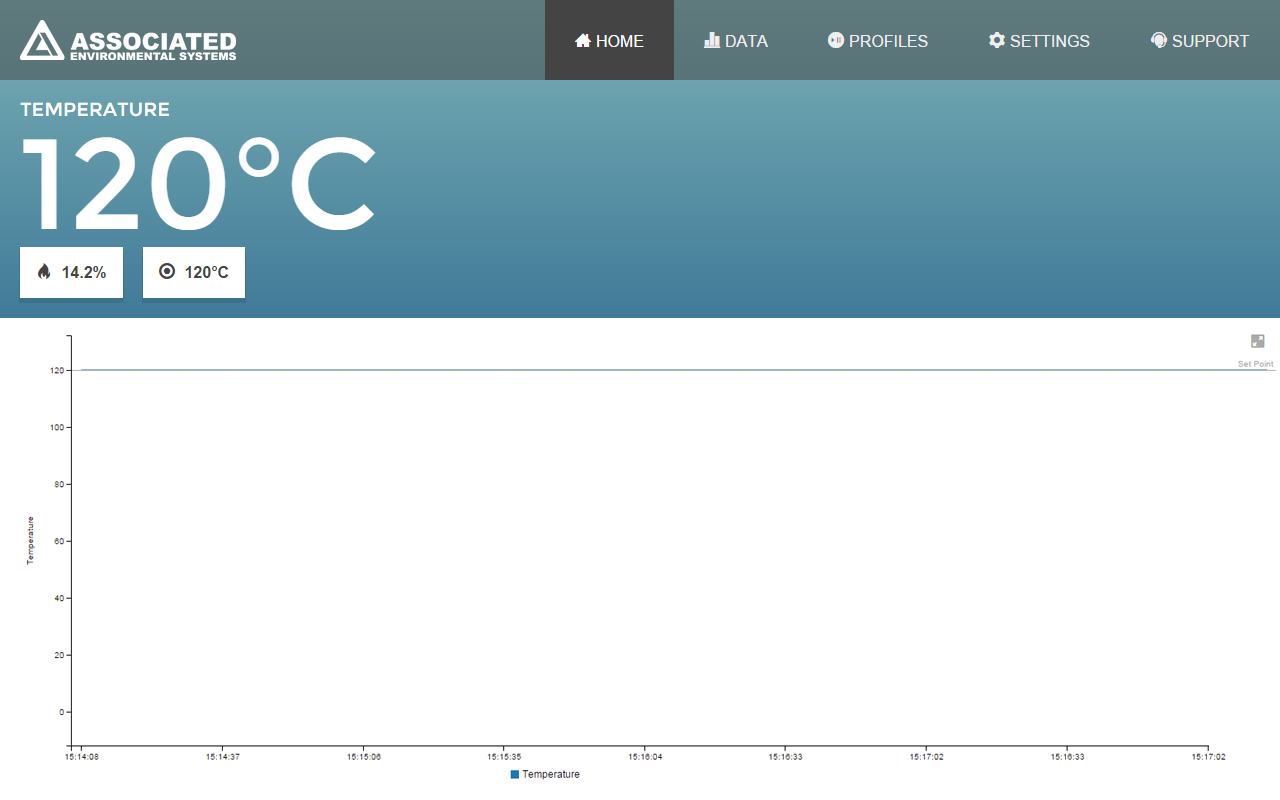 ASSOCIATED
ENVIRONMENTAL SYSTEMS
HOME
DATA
PROFILES
SETTINGS
SUPPORT
TEMPERATURE
120°C
14.2%
120°C
Set Point
120
100
80
60
40
20
0
Temperature
15:14:08
15:14:37
15:15:06
15:15:35
15:16:04
15:16:33
15:17:02
15:16:33
15:17:02
Temperature